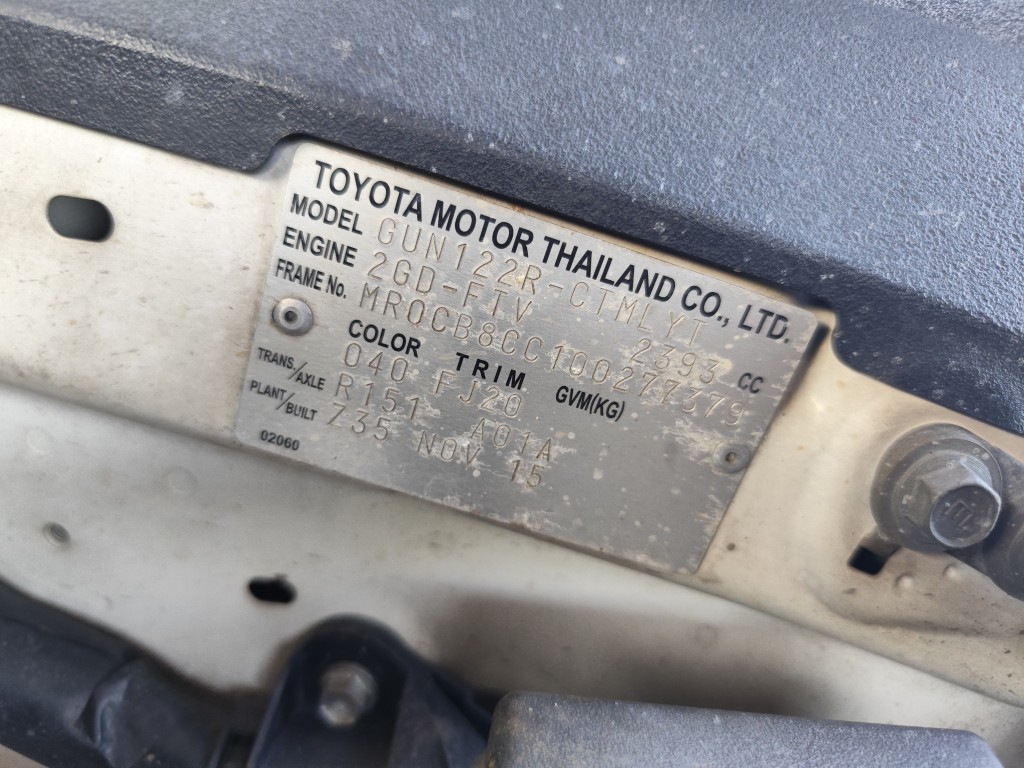 TOYOTA MOTOR THAILAND CO., LTD.
MODEL GUN122R-CTMLYT
ENGINE 2GD-FTV 2393 CC
FRAME No. MR0CB8CC100277379
COLOR TRIM GVM(KG)
040 FJ20
TRANS/AXLE R151 A01A
PLANT/BUILT Z35 NOV 15
02060